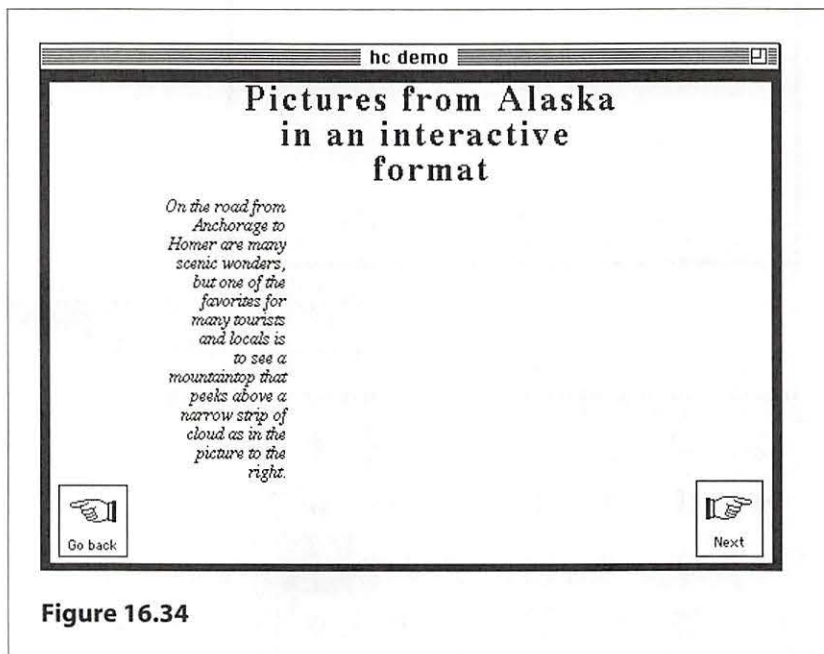 hc demo
Pictures from Alaska
in an interactive
format
On the road from
Anchorage to
Homer are many
scenic wonders,
but one of the
favorites for
many tourists
and locals is
to see a
mountaintop that
peeks above a
narrow strip of
cloud as in the
picture to the
right.
Go back
Next
Figure 16.34